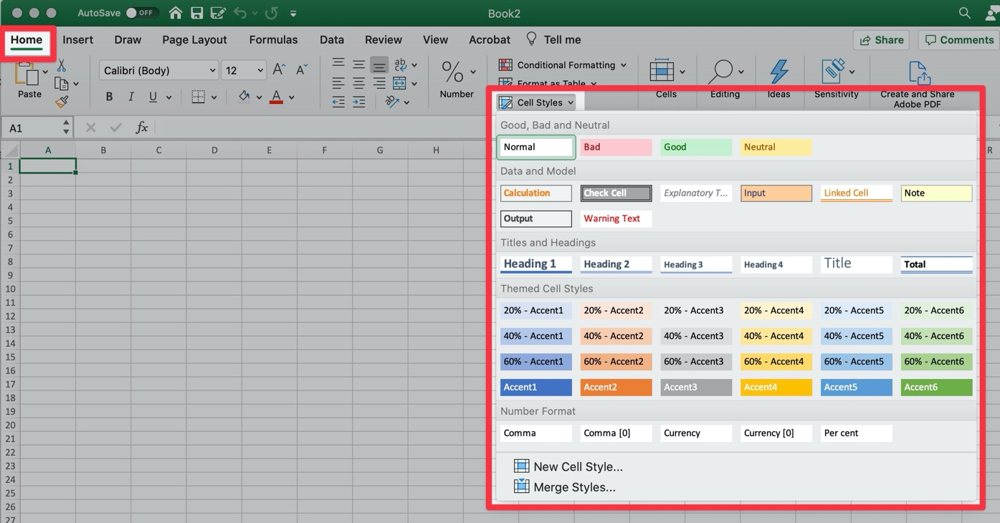 AutoSave OFF Book2
Home Insert Draw Page Layout Formulas Data Review View Acrobat Tell me Share Comments
Paste
Calibri (Body) 12 A A
B I U A
ab
%
Number
Conditional Formatting
Format as Table
Cell Styles
Cells
Editing
Ideas
Sensitivity
Create and Share
Adobe PDF
A1 fx
A B C D E F G H R
1
2
3
4
5
6
7
8
9
10
11
12
13
14
15
16
17
18
19
20
21
22
23
24
25
26
27
Good, Bad and Neutral
Normal Bad Good Neutral
Data and Model
Calculation Check Cell Explanatory T... Input Linked Cell Note
Output Warning Text
Titles and Headings
Heading 1 Heading 2 Heading 3 Heading 4 Title Total
Themed Cell Styles
20% - Accent1 20% - Accent2 20% - Accent3 20% - Accent4 20% - Accent5 20% - Accent6
40% - Accent1 40% - Accent2 40% - Accent3 40% - Accent4 40% - Accent5 40% - Accent6
60% - Accent1 60% - Accent2 60% - Accent3 60% - Accent4 60% - Accent5 60% - Accent6
Accent1 Accent2 Accent3 Accent4 Accent5 Accent6
Number Format
Comma Comma [0] Currency Currency [0] Per cent
New Cell Style...
Merge Styles...